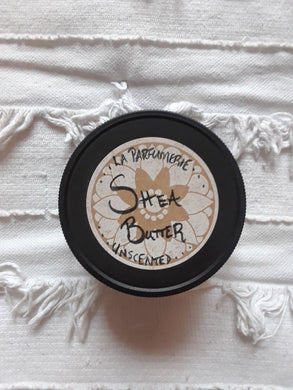 LA PARFUMERIE
SHEA
BUTTER
UNSCENTED